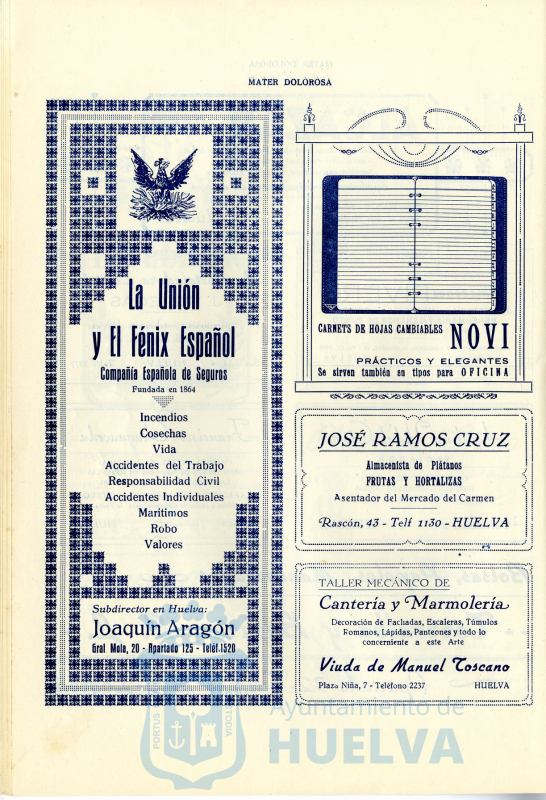 MATER DOLOROSA
La Unión
y El Fénix Español
Compañía Española de Seguros
Fundada en 1864
Incendios
Cosechas
Vida
Accidentes del Trabajo
Responsabilidad Civil
Accidentes Individuales
Marítimos
Robo
Valores
Subdirector en Huelva:
Joaquín Aragón
Gral Mola, 20 - Apartado 125 - Teléf. 1520
CARNETS DE HOJAS CAMBIABLES NOVI
PRÁCTICOS Y ELEGANTES
Se sirven también en tipos para OFICINA
JOSÉ RAMOS CRUZ
Almacenista de Plátanos
FRUTAS Y HORTALIZAS
Asentador del Mercado del Carmen
Rascón, 43 - Telf 1130 - HUELVA
TALLER MECÁNICO DE
Cantería y Marmolería
Decoración de Fachadas, Escaleras, Túmulos
Romanos, Lápidas, Panteones y todo lo
concerniente a este Arte
Viuda de Manuel Toscano
Plaza Niña, 7 - Teléfono 2237 HUELVA
PORTUS
CUSTODIA
Ayuntamiento de
HUELVA